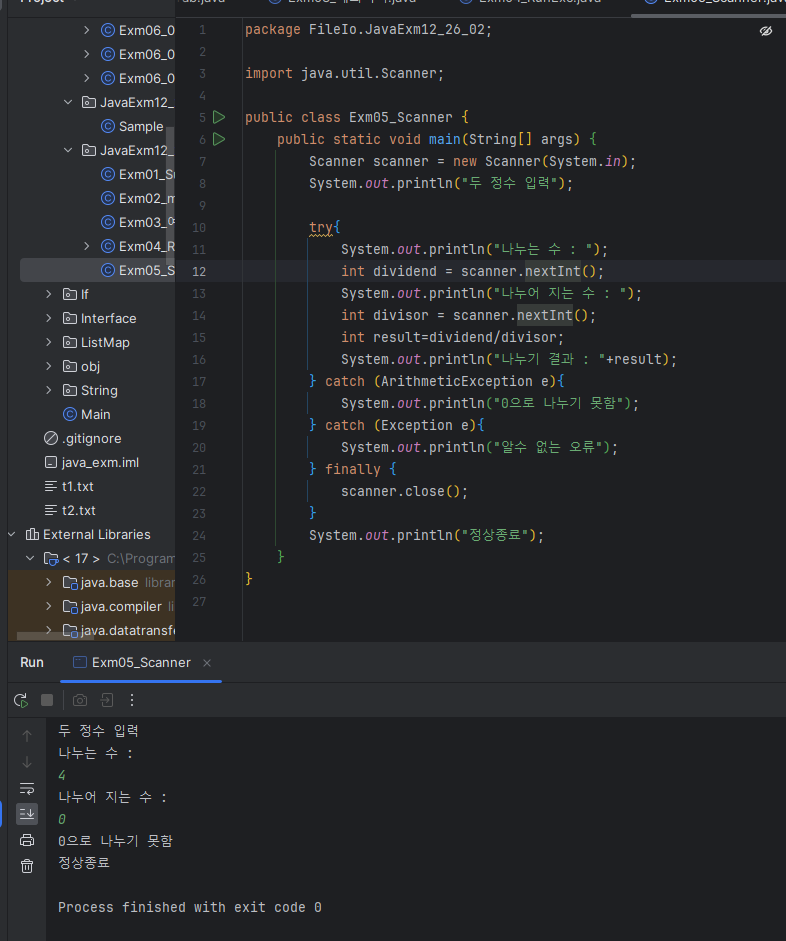 Exm06_0
Exm06_0
Exm06_0
JavaExm12_
Sample
JavaExm12_
Exm01_Su
Exm02_m
Exm03_
Exm04_R
Exm05_S
If
Interface
ListMap
obj
String
Main
.gitignore
java_exm.iml
t1.txt
t2.txt
External Libraries
< 17 > C:\Program
java.base librar
java.compiler li
java.datatransfe
1 package FileIo.JavaExm12_26_02;
2
3 import java.util.Scanner;
4
5 public class Exm05_Scanner {
6 public static void main(String[] args) {
7 Scanner scanner = new Scanner(System.in);
8 System.out.println("두 정수 입력");
9
10 try{
11 System.out.println("나누는 수 : ");
12 int dividend = scanner.nextInt();
13 System.out.println("나누어 지는 수 : ");
14 int divisor = scanner.nextInt();
15 int result=dividend/divisor;
16 System.out.println("나누기 결과 : "+result);
17 } catch (ArithmeticException e){
18 System.out.println("0으로 나누기 못함");
19 } catch (Exception e){
20 System.out.println("알수 없는 오류");
21 } finally {
22 scanner.close();
23 }
24 System.out.println("정상종료");
25 }
26 }
27
Run Exm05_Scanner
두 정수 입력
나누는 수 :
4
나누어 지는 수 :
0
0으로 나누기 못함
정상종료
Process finished with exit code 0